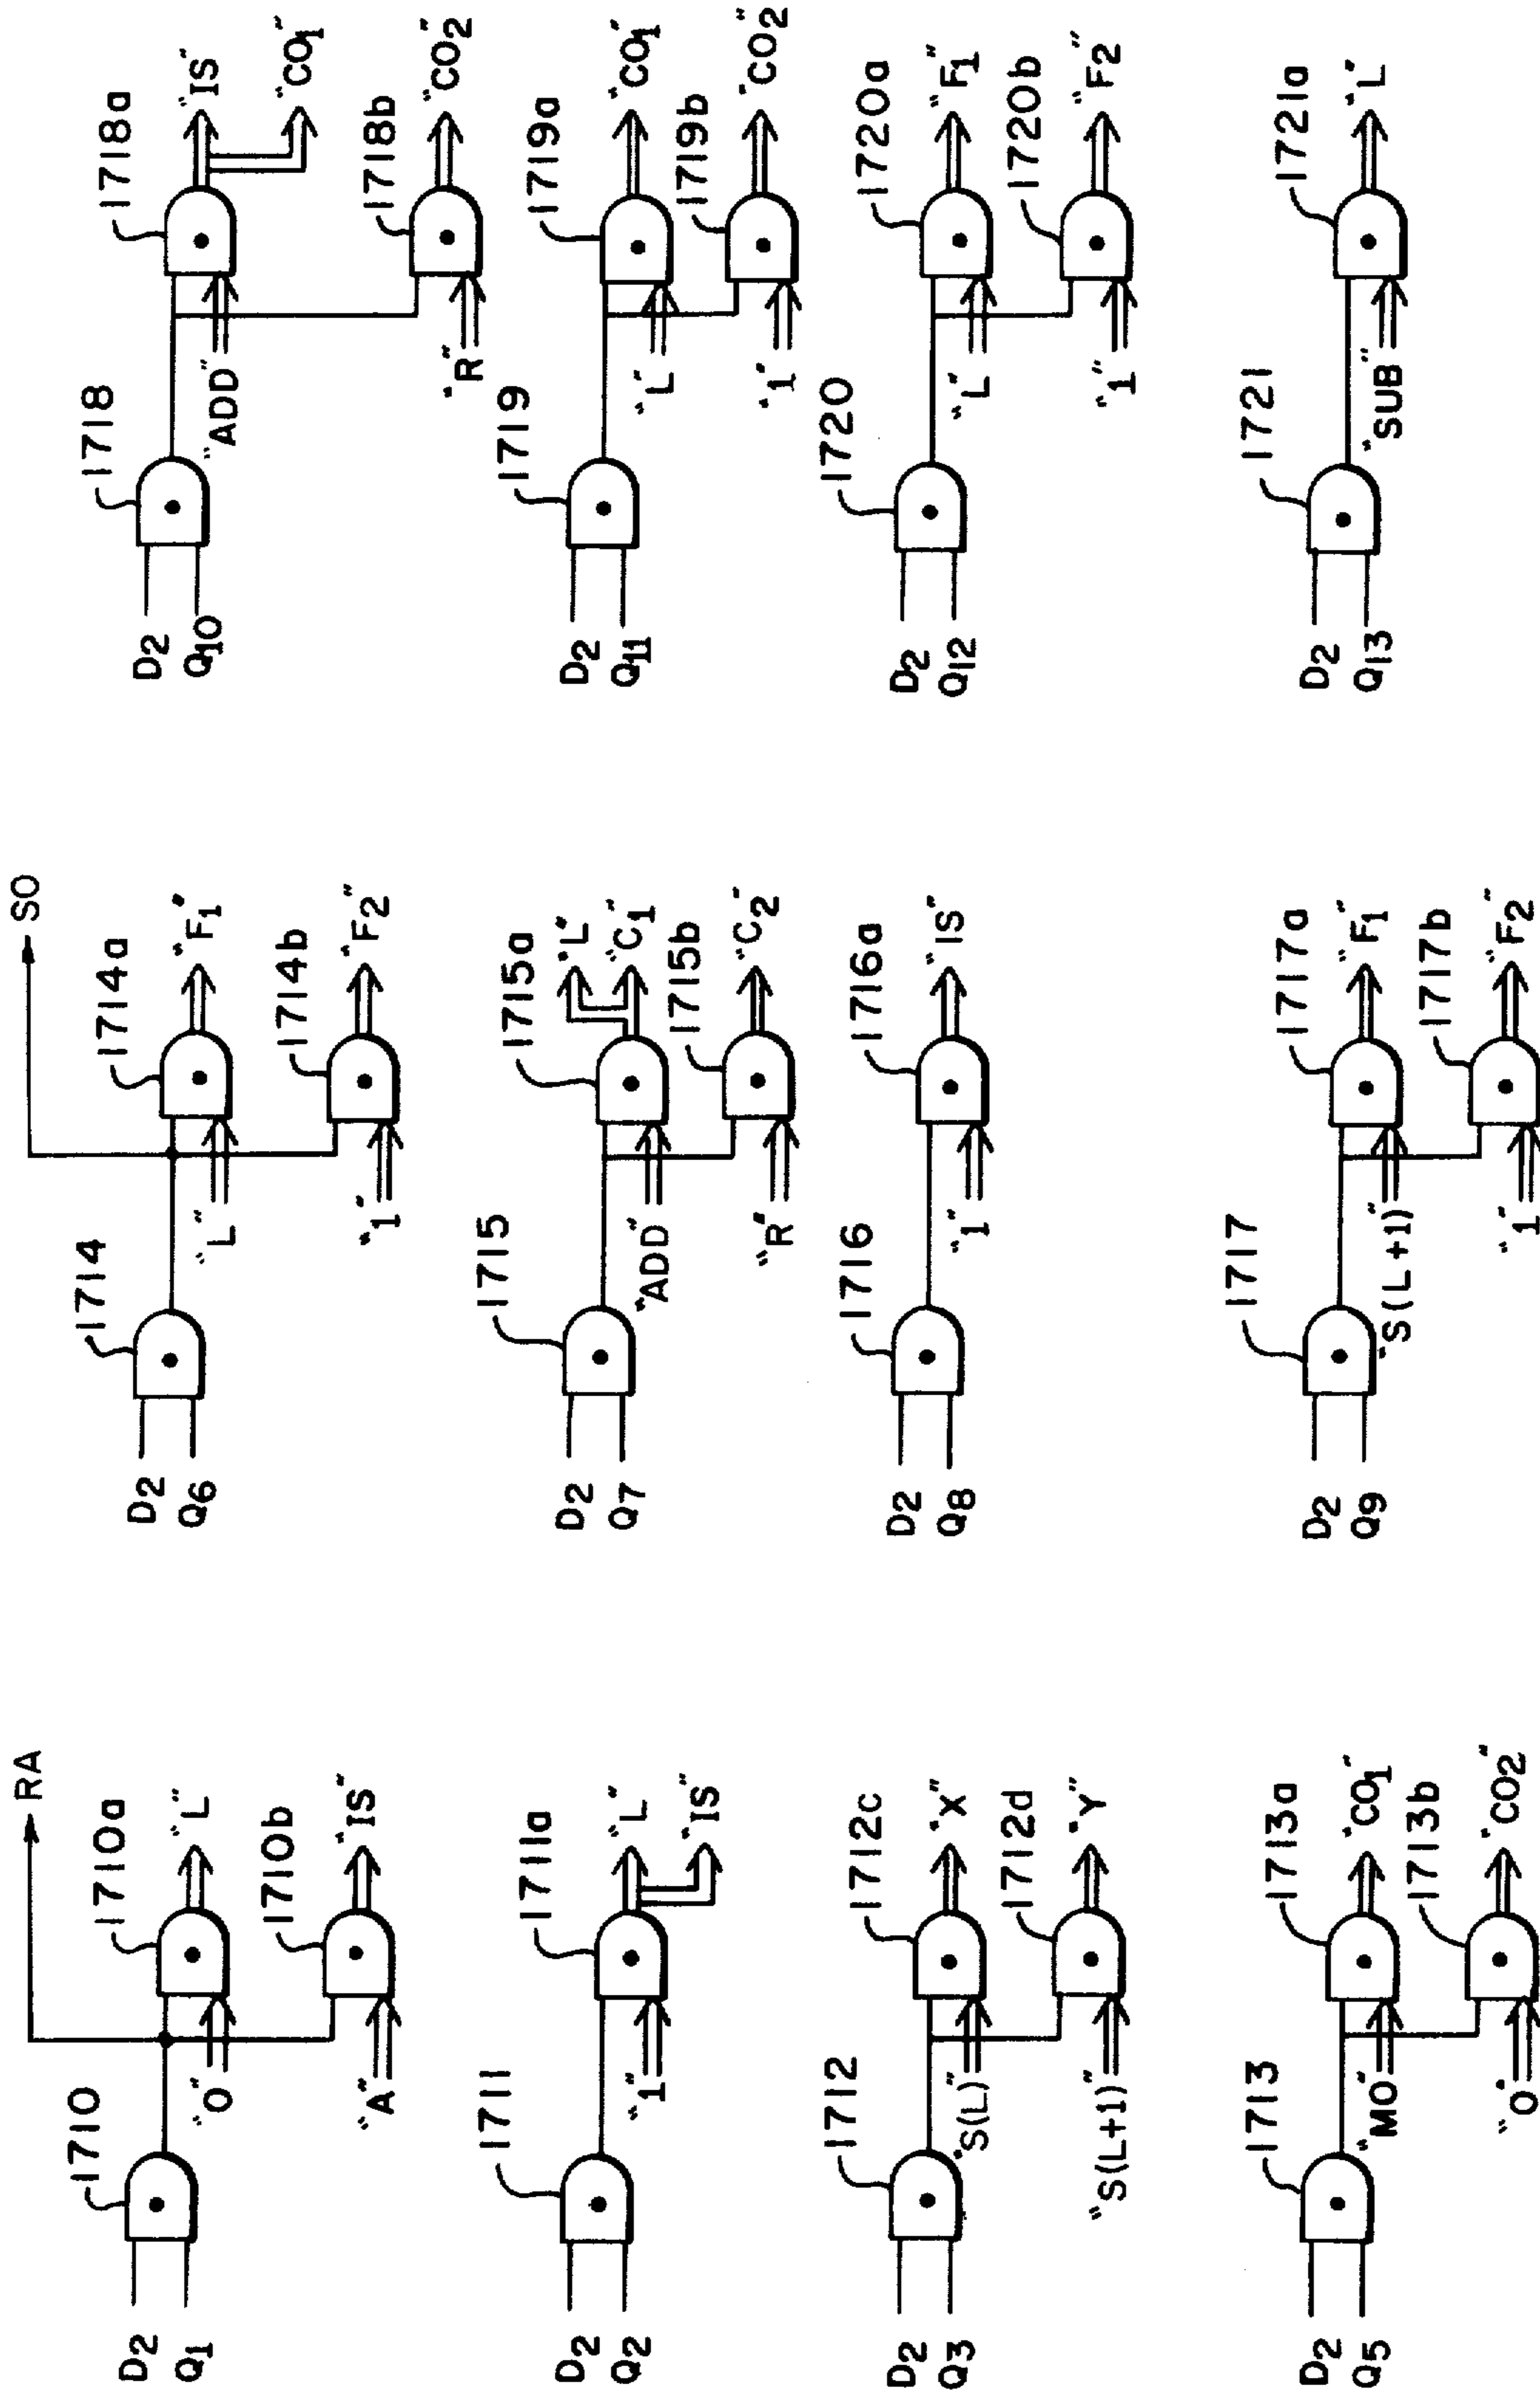 RA
1710
1710a
"L"
D2
Q1
"O"
1710b
"IS"
"A"
1711
1711a
"L"
D2
Q2
"1"
"IS"
1712
1712c
"X"
D2
Q3
"S(L)"
1712d
"Y"
"S(L+1)"
1713
1713a
"CO1"
D2
Q5
"MO"
1713b
"CO2"
"O"
SO
1714
1714a
"F1"
D2
Q6
"L"
1714b
"F2"
"1"
1715
1715a
"L"
"C1"
D2
Q7
"ADD"
1715b
"C2"
"R"
1716
1716a
"IS"
D2
Q8
"1"
1717
1717a
"F1"
D2
Q9
"S(L+1)"
1717b
"F2"
"1"
1718
1718a
"IS"
"CO1"
D2
Q10
"ADD"
1718b
"CO2"
"R"
1719
1719a
"CO1"
D2
Q11
"L"
1719b
"CO2"
"1"
1720
1720a
"F1"
D2
Q12
"L"
1720b
"F2"
"1"
1721
1721a
"L"
D2
Q13
"SUB"